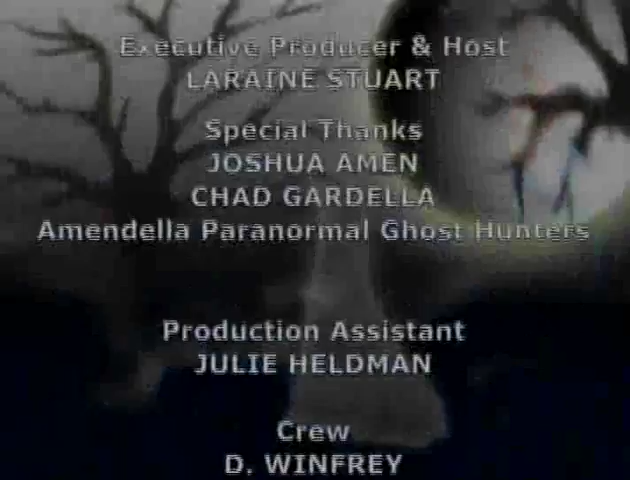 Executive Producer & Host
LARAINE STUART
Special Thanks
JOSHUA AMEN
CHAD GARDELLA
Amendella Paranormal Ghost Hunters
Production Assistant
JULIE HELDMAN
Crew
D. WINFREY